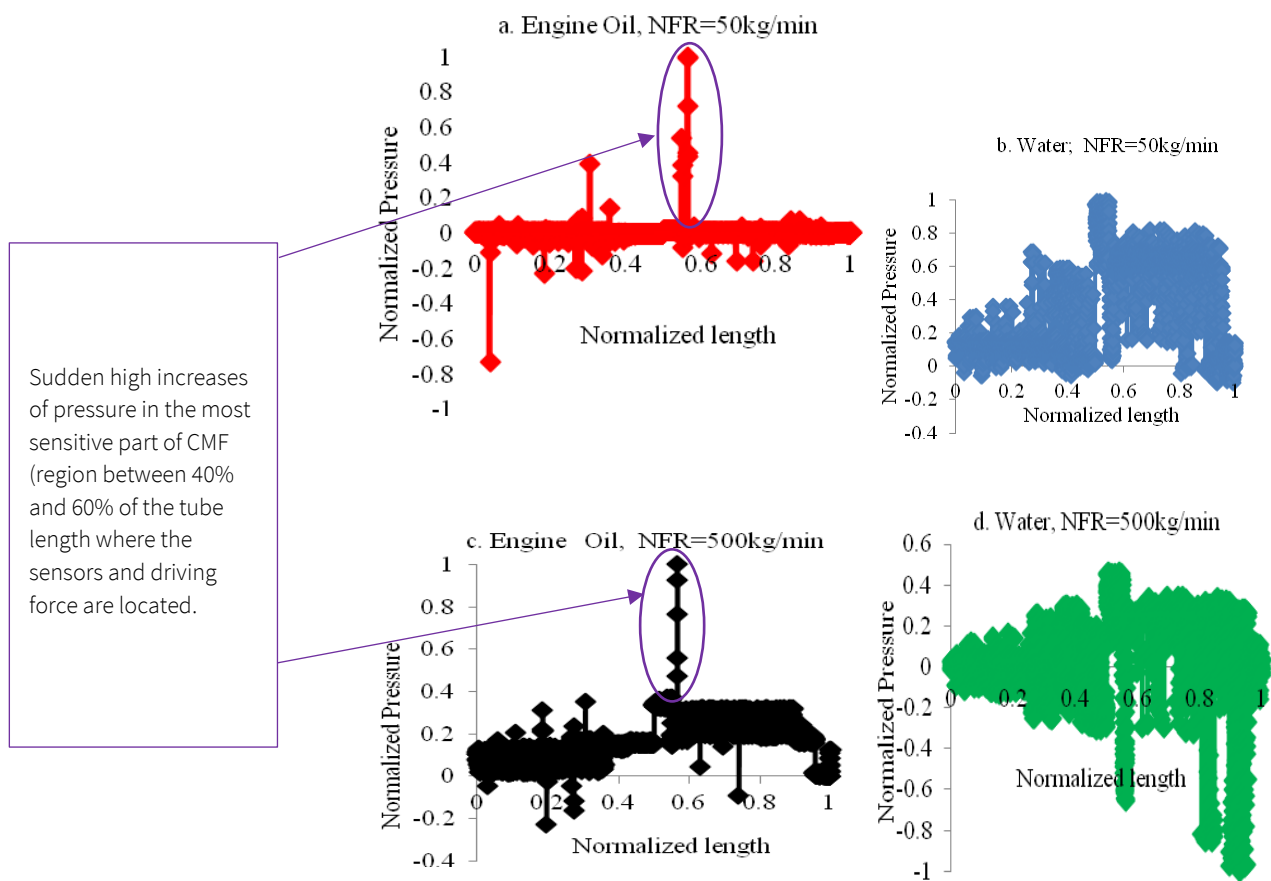 a. Engine Oil, NFR=50kg/min
1
0.8
0.6
0.4
0.2
0
-0.2
-0.4
-0.6
-0.8
-1
Normalized Pressure
0 0.2 0.4 0.6 0.8 1
Normalized length
b. Water; NFR=50kg/min
1
0.8
0.6
0.4
0.2
0
-0.2
-0.4
Normalized Pressure
0 0.2 0.4 0.6 0.8 1
Normalized length
Sudden high increases
of pressure in the most
sensitive part of CMF
(region between 40%
and 60% of the tube
length where the
sensors and driving
force are located.
c. Engine Oil, NFR=500kg/min
1
0.8
0.6
0.4
0.2
0
-0.2
-0.4
Normalized Pressure
0 0.2 0.4 0.6 0.8 1
Normalized length
d. Water, NFR=500kg/min
0.6
0.4
0.2
0
-0.2
-0.4
-0.6
-0.8
-1
Normalized Pressure
0 0.2 0.4 0.6 0.8 1
Normalized length